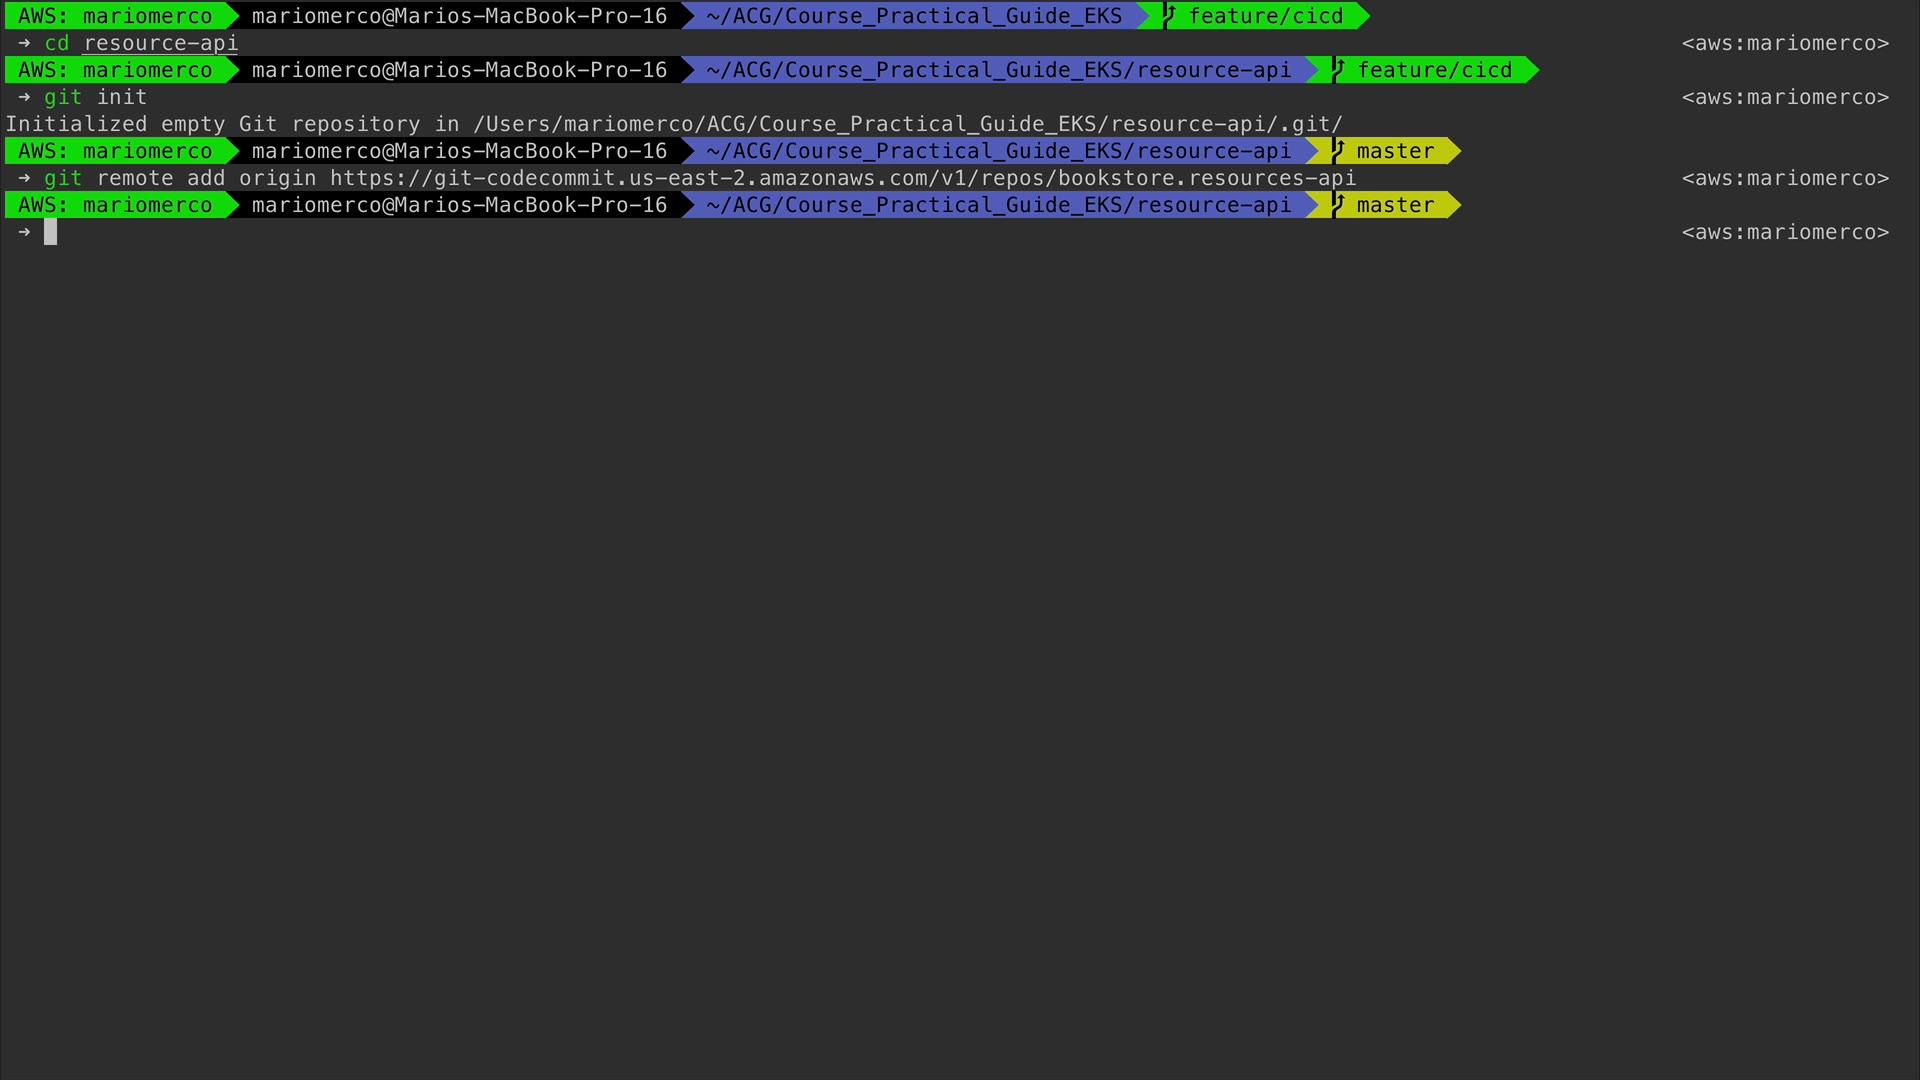 AWS: mariomerco mariomerco@Marios-MacBook-Pro-16 ~/ACG/Course_Practical_Guide_EKS feature/cicd
→ cd resource-api <aws:mariomerco>
AWS: mariomerco mariomerco@Marios-MacBook-Pro-16 ~/ACG/Course_Practical_Guide_EKS/resource-api feature/cicd
→ git init <aws:mariomerco>
Initialized empty Git repository in /Users/mariomerco/ACG/Course_Practical_Guide_EKS/resource-api/.git/
AWS: mariomerco mariomerco@Marios-MacBook-Pro-16 ~/ACG/Course_Practical_Guide_EKS/resource-api master
→ git remote add origin https://git-codecommit.us-east-2.amazonaws.com/v1/repos/bookstore.resources-api <aws:mariomerco>
AWS: mariomerco mariomerco@Marios-MacBook-Pro-16 ~/ACG/Course_Practical_Guide_EKS/resource-api master
→ <aws:mariomerco>